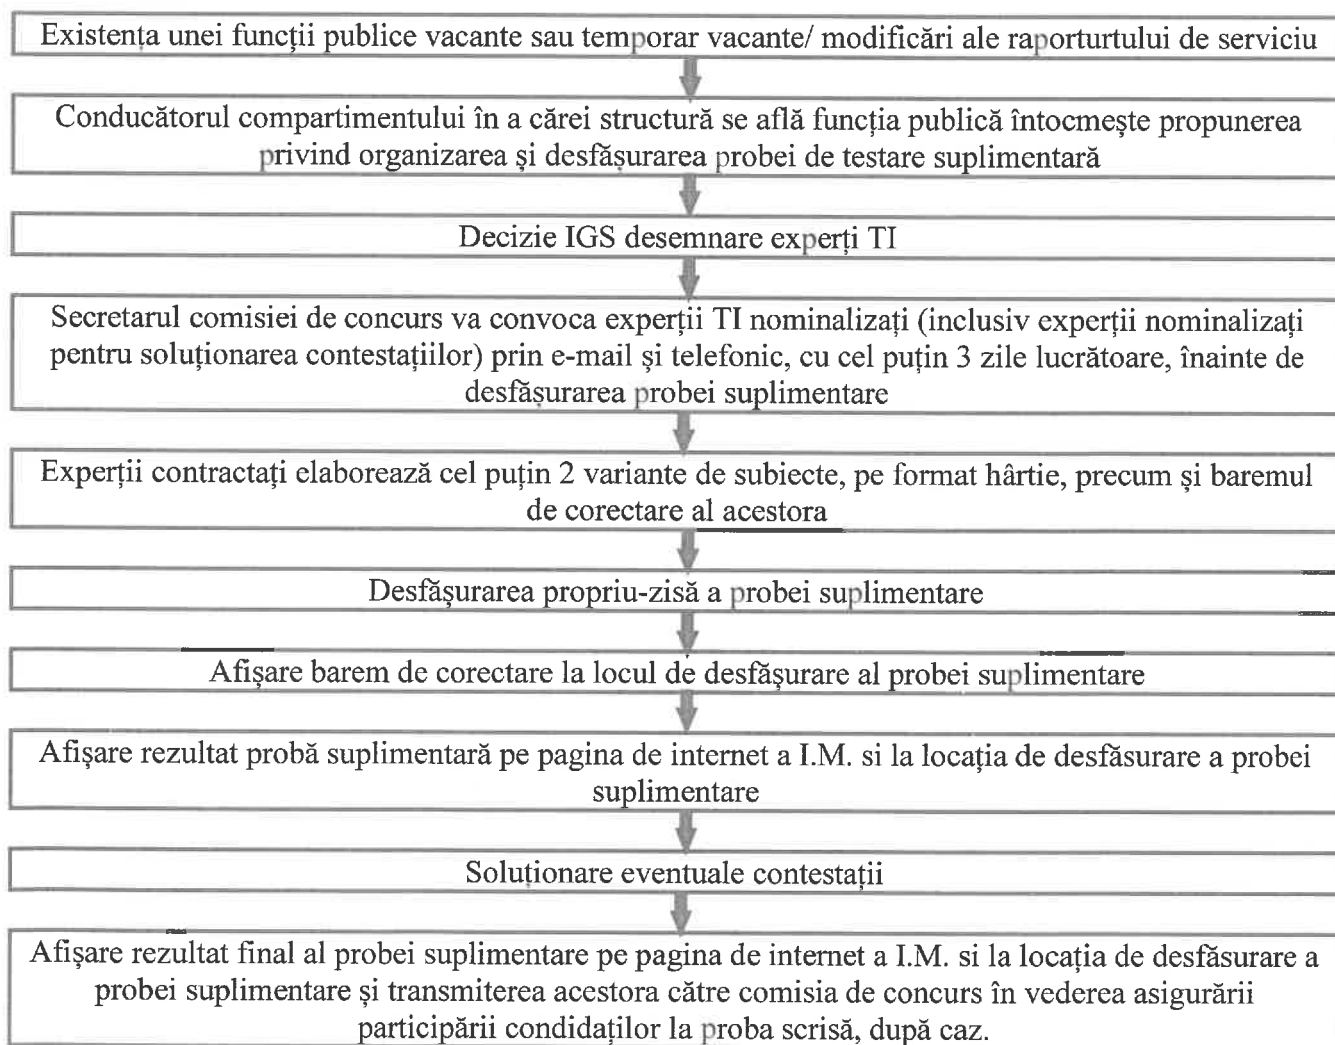 Existența unei funcții publice vacante sau temporar vacante/ modificări ale raporturtului de serviciu
Conducătorul compartimentului în a cărei structură se află funcția publică întocmește propunerea
privind organizarea și desfășurarea probei de testare suplimentară
Decizie IGS desemnare experți TI
Secretarul comisiei de concurs va convoca experții TI nominalizați (inclusiv experții nominalizați
pentru soluționarea contestațiilor) prin e-mail și telefonic, cu cel puțin 3 zile lucrătoare, înainte de
desfășurarea probei suplimentare
Experții contractați elaborează cel puțin 2 variante de subiecte, pe format hârtie, precum și baremul
de corectare al acestora
Desfășurarea propriu-zisă a probei suplimentare
Afișare barem de corectare la locul de desfășurare al probei suplimentare
Afișare rezultat probă suplimentară pe pagina de internet a I.M. si la locația de desfăsurare a probei
suplimentare
Soluționare eventuale contestații
Afișare rezultat final al probei suplimentare pe pagina de internet a I.M. si la locația de desfăsurare a
probei suplimentare și transmiterea acestora către comisia de concurs în vederea asigurării
participării condidaților la proba scrisă, după caz.